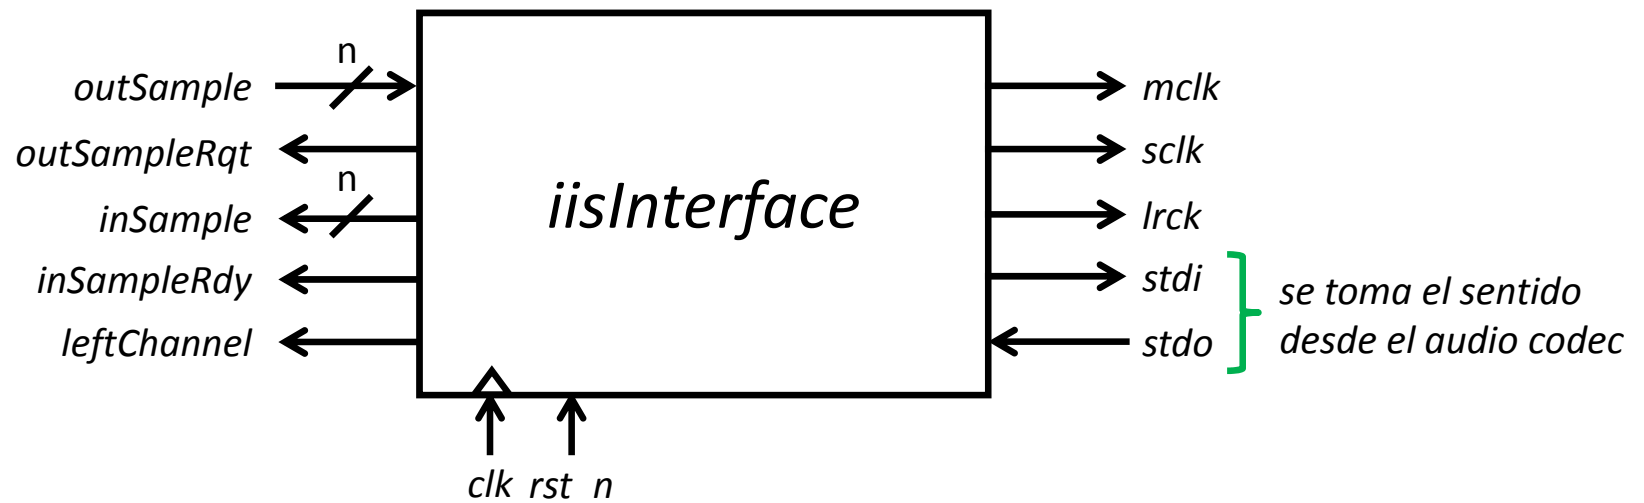 n
outSample
outSampleRqt
n
inSample
inSampleRdy
leftChannel
iisInterface
mclk
sclk
lrck
stdi
stdo
se toma el sentido
desde el audio codec
clk rst n